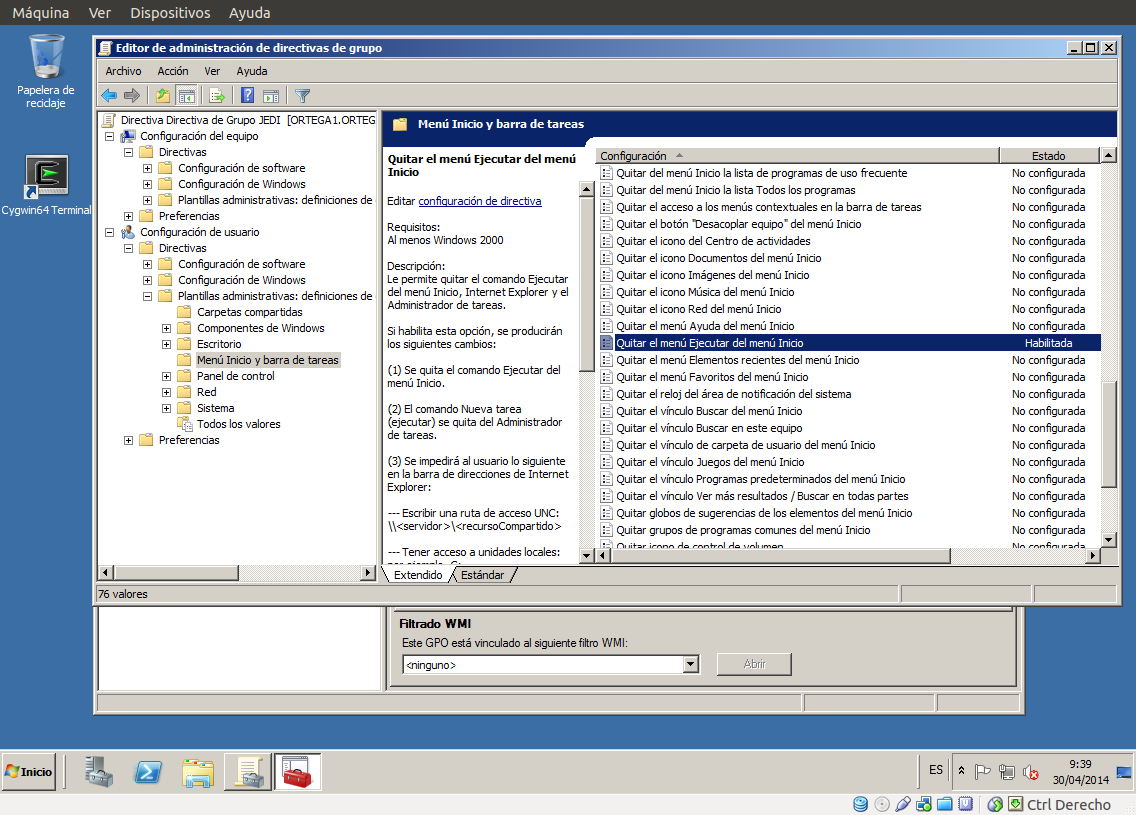 Máquina Ver Dispositivos Ayuda
Papelera de
reciclaje
Cygwin64 Terminal
Editor de administración de directivas de grupo
Archivo Acción Ver Ayuda
Directiva Directiva de Grupo JEDI [ORTEGA1.ORTEG
Configuración del equipo
Directivas
Configuración de software
Configuración de Windows
Plantillas administrativas: definiciones de
Preferencias
Configuración de usuario
Directivas
Configuración de software
Configuración de Windows
Plantillas administrativas: definiciones de
Carpetas compartidas
Componentes de Windows
Escritorio
Menú Inicio y barra de tareas
Panel de control
Red
Sistema
Todos los valores
Preferencias
Menú Inicio y barra de tareas
Quitar el menú Ejecutar del menú
Inicio
Editar configuración de directiva
Requisitos:
Al menos Windows 2000
Descripción:
Le permite quitar el comando Ejecutar
del menú Inicio, Internet Explorer y el
Administrador de tareas.
Si habilita esta opción, se producirán
los siguientes cambios:
(1) Se quita el comando Ejecutar del
menú Inicio.
(2) El comando Nueva tarea
(ejecutar) se quita del Administrador
de tareas.
(3) Se impedirá al usuario lo siguiente
en la barra de direcciones de Internet
Explorer:
--- Escribir una ruta de acceso UNC:
\\<servidor>\<recursoCompartido>
--- Tener acceso a unidades locales:
por ejemplo, C:
Configuración Estado
Quitar del menú Inicio la lista de programas de uso frecuente No configurada
Quitar del menú Inicio la lista Todos los programas No configurada
Quitar el acceso a los menús contextuales en la barra de tareas No configurada
Quitar el botón "Desacoplar equipo" del menú Inicio No configurada
Quitar el icono del Centro de actividades No configurada
Quitar el icono Documentos del menú Inicio No configurada
Quitar el icono Imágenes del menú Inicio No configurada
Quitar el icono Música del menú Inicio No configurada
Quitar el icono Red del menú Inicio No configurada
Quitar el menú Ayuda del menú Inicio No configurada
Quitar el menú Ejecutar del menú Inicio Habilitada
Quitar el menú Elementos recientes del menú Inicio No configurada
Quitar el menú Favoritos del menú Inicio No configurada
Quitar el reloj del área de notificación del sistema No configurada
Quitar el vínculo Buscar del menú Inicio No configurada
Quitar el vínculo Buscar en este equipo No configurada
Quitar el vínculo de carpeta de usuario del menú Inicio No configurada
Quitar el vínculo Juegos del menú Inicio No configurada
Quitar el vínculo Programas predeterminados del menú Inicio No configurada
Quitar el vínculo Ver más resultados / Buscar en todas partes No configurada
Quitar globos de sugerencias de los elementos del menú Inicio No configurada
Quitar grupos de programas comunes del menú Inicio No configurada
Quitar icono de control de volumen No configurada
Extendido Estándar
76 valores
Filtrado WMI
Este GPO está vinculado al siguiente filtro WMI:
<ninguno> Abrir
Inicio
ES
9:39
30/04/2014
Ctrl Derecho